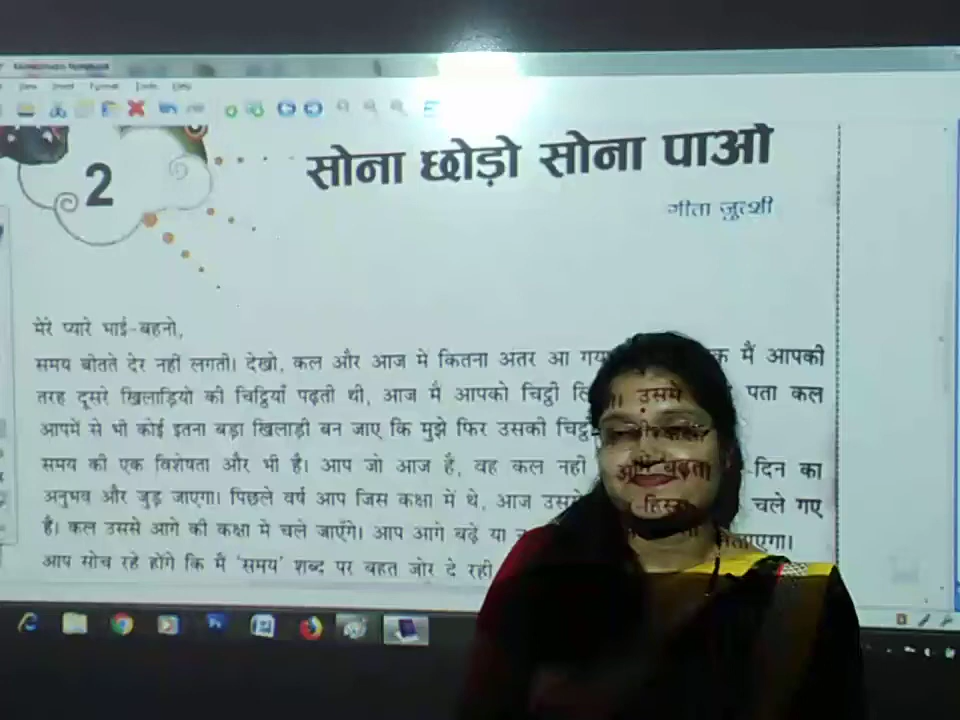 2
सोना छोड़ो सोना पाओ
गीता जुत्शी
मेरे प्यारे भाई-बहनो,
समय बीतते देर नहीं लगती। देखो, कल और आज में कितना अंतर आ गया मैं आपकी
तरह दूसरे खिलाड़ियों की चिट्ठियाँ पढ़ती थी, आज मैं आपको चिट्ठी पता कल
आपमें से भी कोई इतना बड़ा खिलाड़ी बन जाए कि मुझे फिर उसकी
समय की एक विशेषता और भी है। आप जो आज है, वह कल नहीं बढ़ता दिन का
अनुभव और जुड़ जाएगा। पिछले वर्ष आप जिस कक्षा में थे, आज उससे हिस्सा चले गए
हैं। कल उससे आगे की कक्षा में चले जाएँगे। आप आगे बढ़ें या
आप सोच रहे होंगे कि मैं 'समय' शब्द पर बहुत जोर दे रही